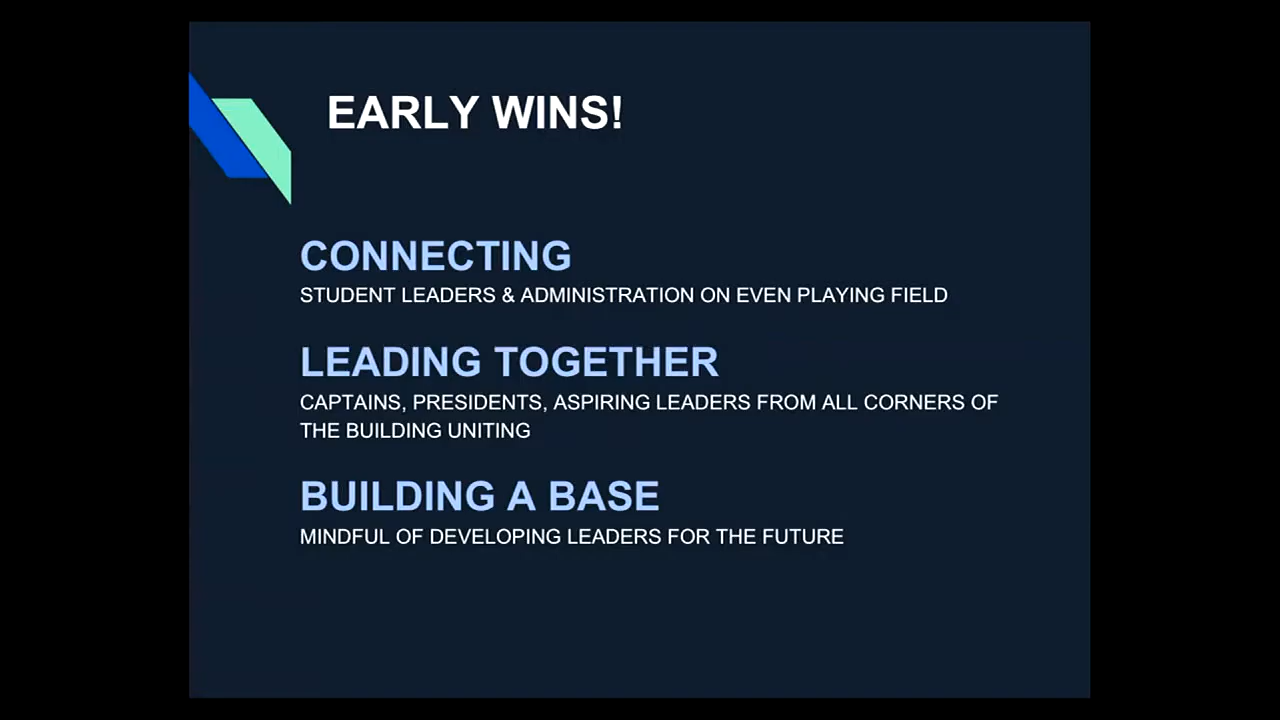 EARLY WINS!
CONNECTING
STUDENT LEADERS & ADMINISTRATION ON EVEN PLAYING FIELD
LEADING TOGETHER
CAPTAINS, PRESIDENTS, ASPIRING LEADERS FROM ALL CORNERS OF
THE BUILDING UNITING
BUILDING A BASE
MINDFUL OF DEVELOPING LEADERS FOR THE FUTURE